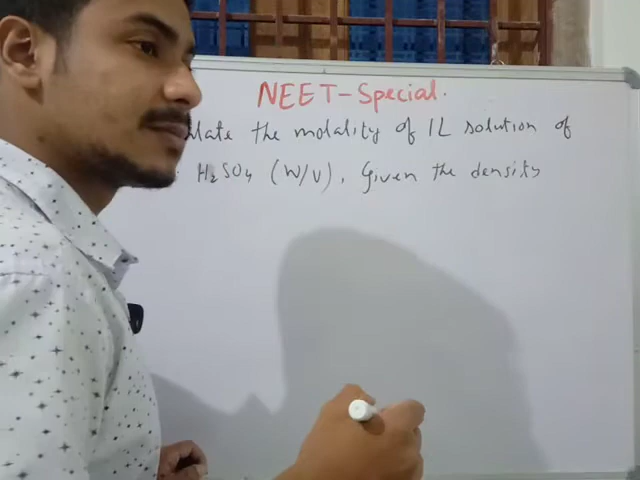 NEET-Special.
late the molality of 1L solution of
H₂SO₄ (W/V), Given the density